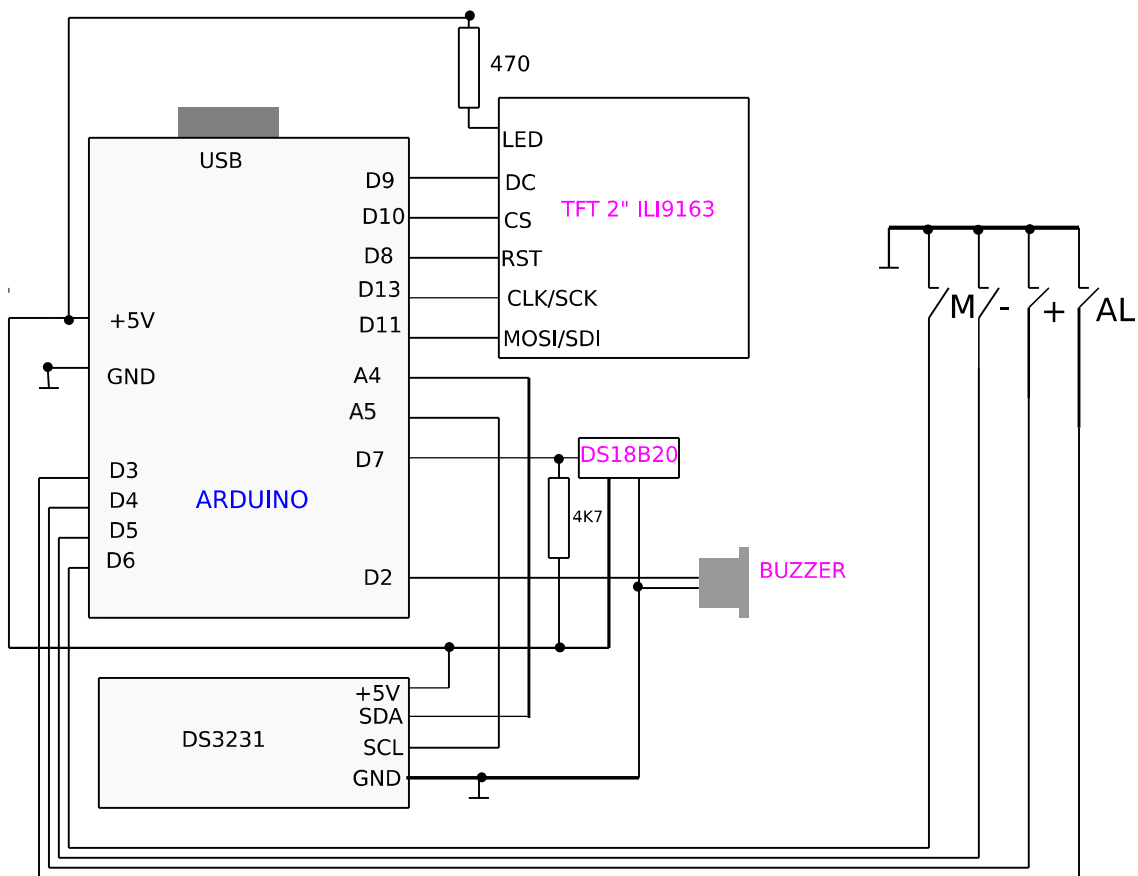 470
LED
USB
D9
DC
TFT 2" ILI9163
D10
CS
D8
RST
D13
CLK/SCK
M
-
+
AL
+5V
D11
MOSI/SDI
GND
A4
A5
D7
DS18B20
D3
D4
ARDUINO
4K7
D5
D6
D2
BUZZER
+5V
SDA
DS3231
SCL
GND